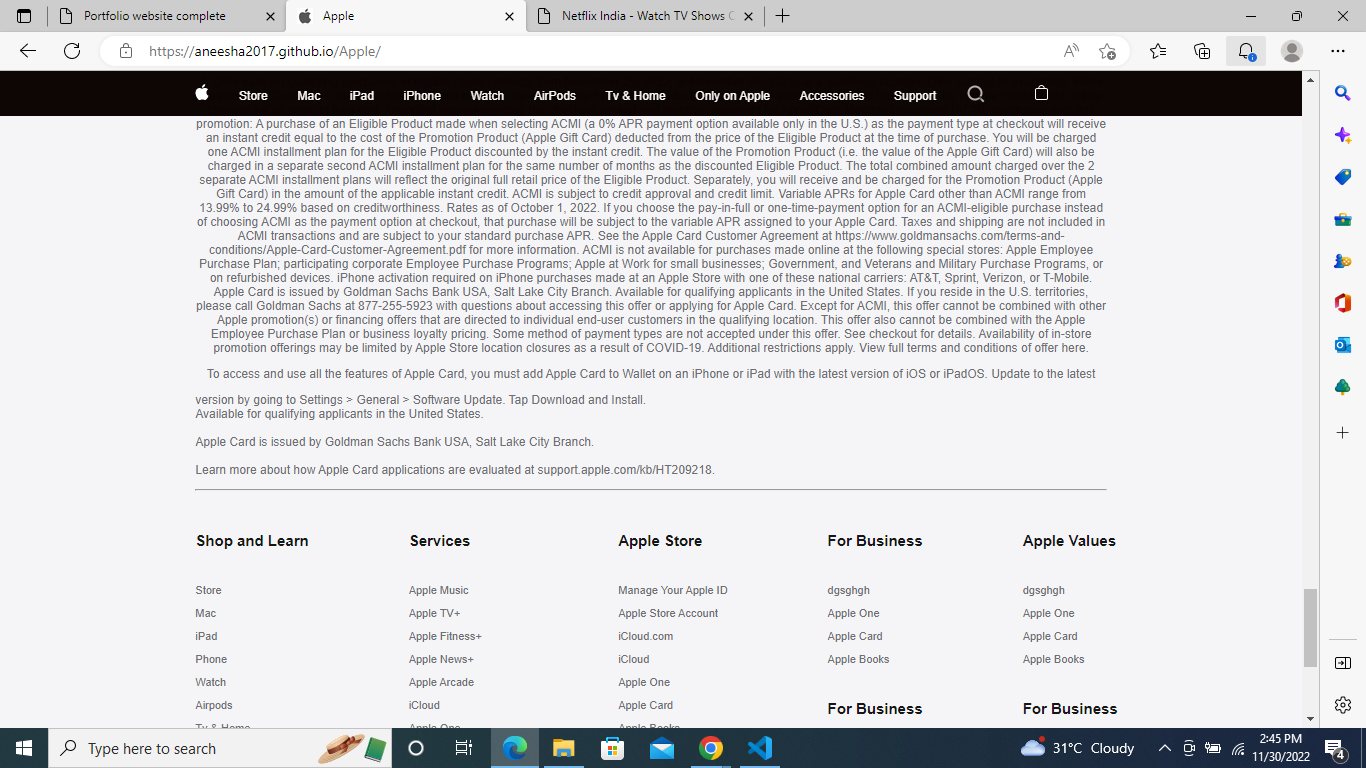 Portfolio website complete
Apple
Netflix India - Watch TV Shows
https://aneesha2017.github.io/Apple/
Store Mac iPad iPhone Watch AirPods Tv & Home Only on Apple Accessories Support
promotion: A purchase of an Eligible Product made when selecting ACMI (a 0% APR payment option available only in the U.S.) as the payment type at checkout will receive
an instant credit equal to the cost of the Promotion Product (Apple Gift Card) deducted from the price of the Eligible Product at the time of purchase. You will be charged
one ACMI installment plan for the Eligible Product discounted by the instant credit. The value of the Promotion Product (i.e. the value of the Apple Gift Card) will also be
charged in a separate second ACMI installment plan for the same number of months as the discounted Eligible Product. The total combined amount charged over the 2
separate ACMI installment plans will reflect the original full retail price of the Eligible Product. Separately, you will receive and be charged for the Promotion Product (Apple
Gift Card) in the amount of the applicable instant credit. ACMI is subject to credit approval and credit limit. Variable APRs for Apple Card other than ACMI range from
13.99% to 24.99% based on creditworthiness. Rates as of October 1, 2022. If you choose the pay-in-full or one-time-payment option for an ACMI-eligible purchase instead
of choosing ACMI as the payment option at checkout, that purchase will be subject to the variable APR assigned to your Apple Card. Taxes and shipping are not included in
ACMI transactions and are subject to your standard purchase APR. See the Apple Card Customer Agreement at https://www.goldmansachs.com/terms-and-
conditions/Apple-Card-Customer-Agreement.pdf for more information. ACMI is not available for purchases made online at the following special stores: Apple Employee
Purchase Plan; participating corporate Employee Purchase Programs; Apple at Work for small businesses; Government, and Veterans and Military Purchase Programs, or
on refurbished devices. iPhone activation required on iPhone purchases made at an Apple Store with one of these national carriers: AT&T, Sprint, Verizon, or T-Mobile.
Apple Card is issued by Goldman Sachs Bank USA, Salt Lake City Branch. Available for qualifying applicants in the United States. If you reside in the U.S. territories,
please call Goldman Sachs at 877-255-5923 with questions about accessing this offer or applying for Apple Card. Except for ACMI, this offer cannot be combined with other
Apple promotion(s) or financing offers that are directed to individual end-user customers in the qualifying location. This offer also cannot be combined with the Apple
Employee Purchase Plan or business loyalty pricing. Some method of payment types are not accepted under this offer. See checkout for details. Availability of in-store
promotion offerings may be limited by Apple Store location closures as a result of COVID-19. Additional restrictions apply. View full terms and conditions of offer here.
To access and use all the features of Apple Card, you must add Apple Card to Wallet on an iPhone or iPad with the latest version of iOS or iPadOS. Update to the latest
version by going to Settings > General > Software Update. Tap Download and Install.
Available for qualifying applicants in the United States.
Apple Card is issued by Goldman Sachs Bank USA, Salt Lake City Branch.
Learn more about how Apple Card applications are evaluated at support.apple.com/kb/HT209218.
Shop and Learn
Store
Mac
iPad
Phone
Watch
Airpods
Tv & Home
Services
Apple Music
Apple TV+
Apple Fitness+
Apple News+
Apple Arcade
iCloud
Apple One
Apple Store
Manage Your Apple ID
Apple Store Account
iCloud.com
iCloud
Apple One
Apple Card
Apple Books
For Business
dgsghgh
Apple One
Apple Card
Apple Books
For Business
Apple Values
dgsghgh
Apple One
Apple Card
Apple Books
For Business
Type here to search
31°C Cloudy
2:45 PM
11/30/2022
4